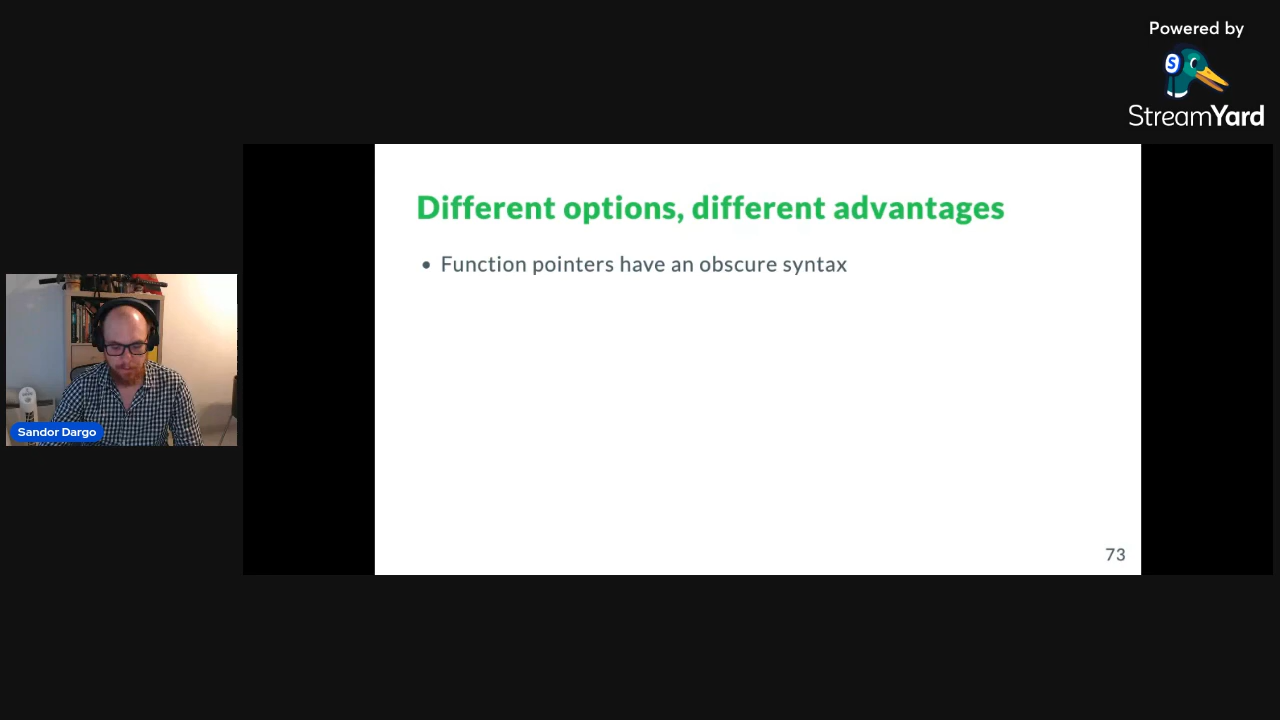 Powered by
S
StreamYard
Different options, different advantages
• Function pointers have an obscure syntax
Sandor Dargo
73